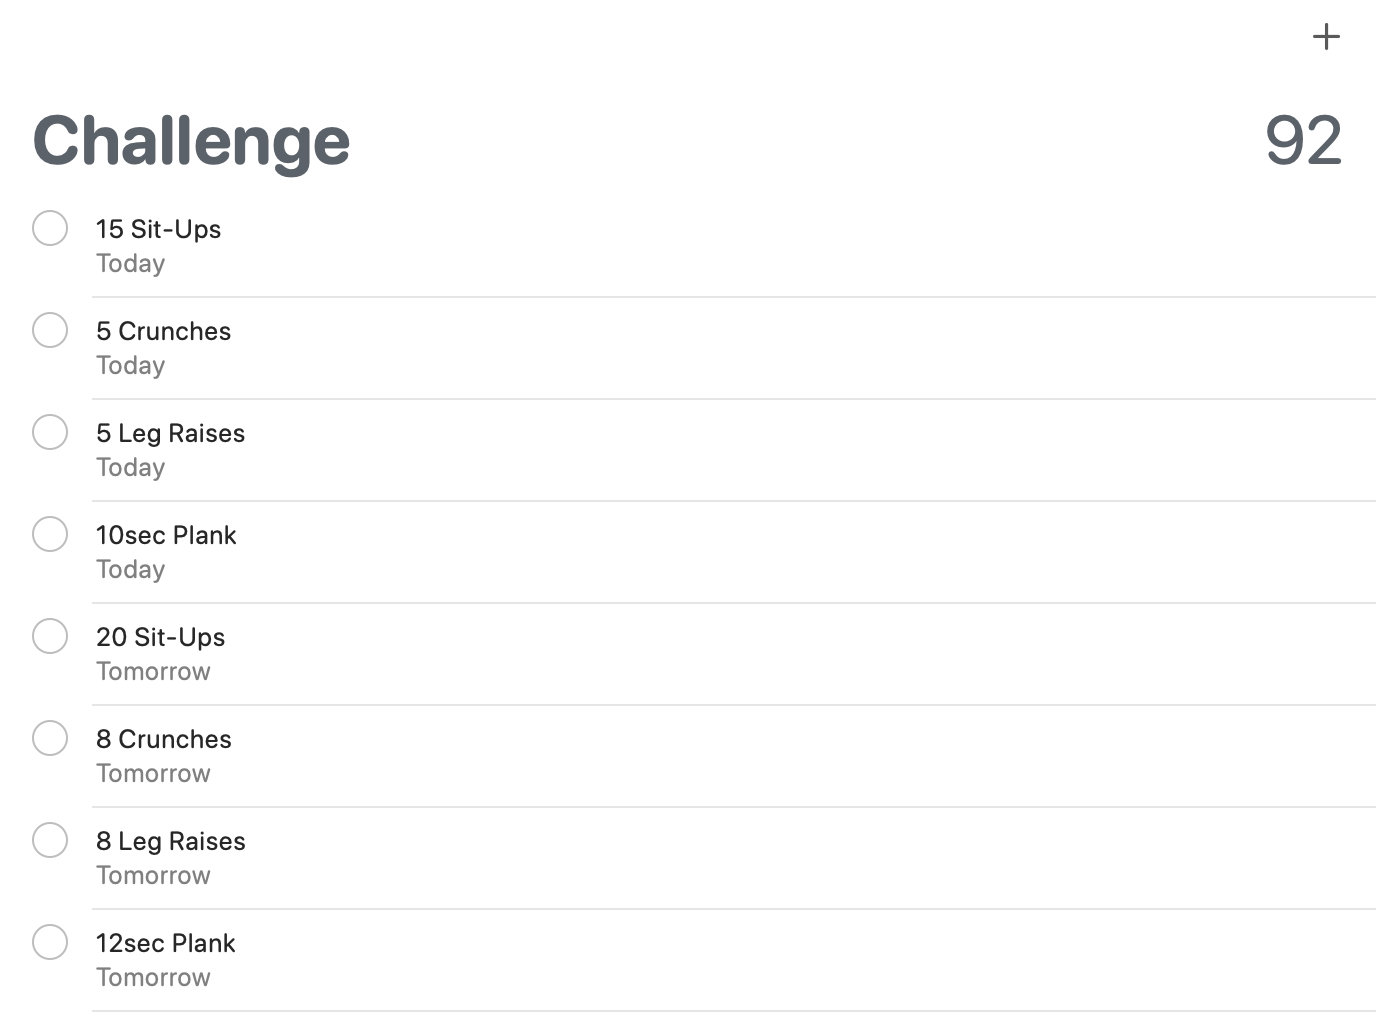 Challenge 92
15 Sit-Ups
Today
5 Crunches
Today
5 Leg Raises
Today
10sec Plank
Today
20 Sit-Ups
Tomorrow
8 Crunches
Tomorrow
8 Leg Raises
Tomorrow
12sec Plank
Tomorrow